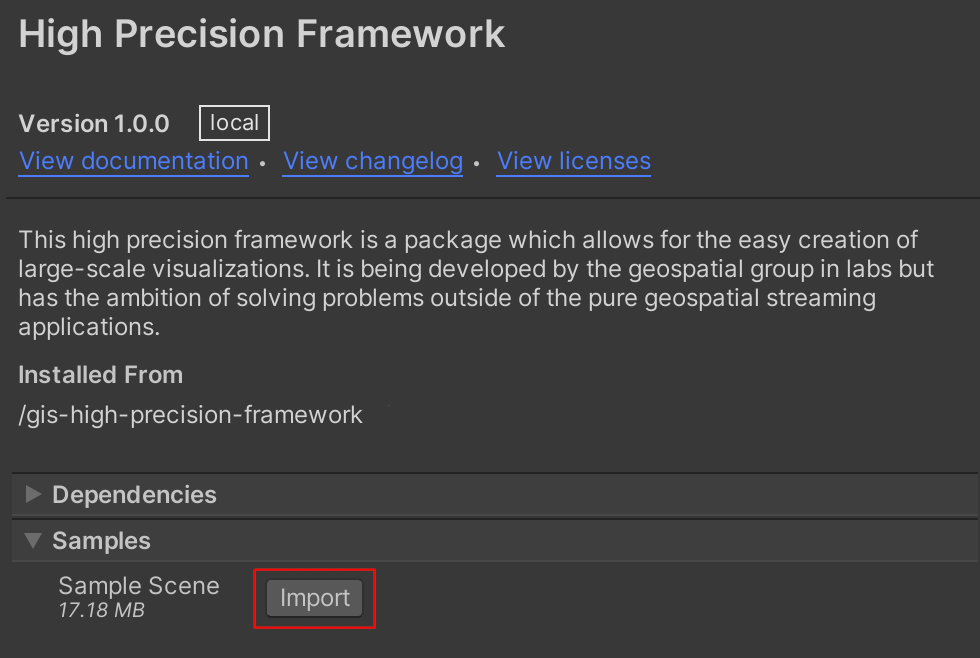 High Precision Framework
Version 1.0.0 local
View documentation • View changelog • View licenses
This high precision framework is a package which allows for the easy creation of
large-scale visualizations. It is being developed by the geospatial group in labs but
has the ambition of solving problems outside of the pure geospatial streaming
applications.
Installed From
/gis-high-precision-framework
Dependencies
Samples
Sample Scene Import
17.18 MB